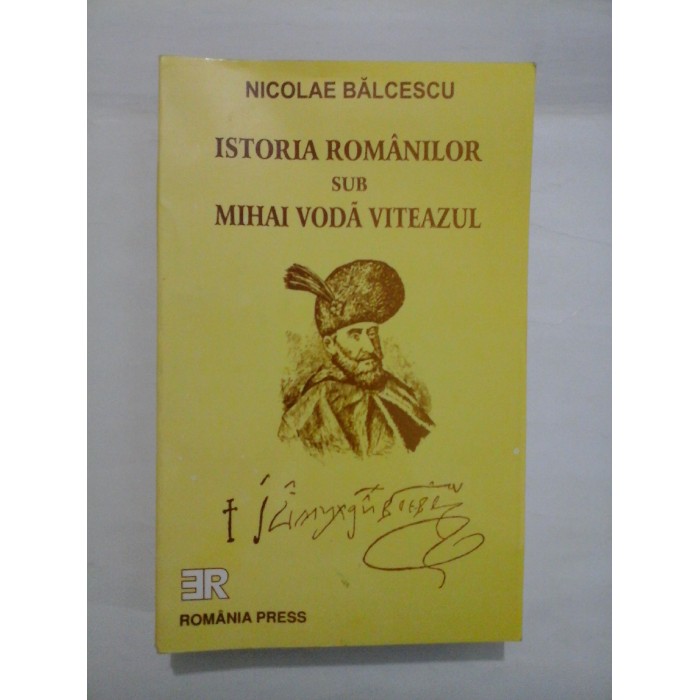 NICOLAE BĂLCESCU
ISTORIA ROMÂNILOR
SUB
MIHAI VODĂ VITEAZUL
ER
ROMÂNIA PRESS